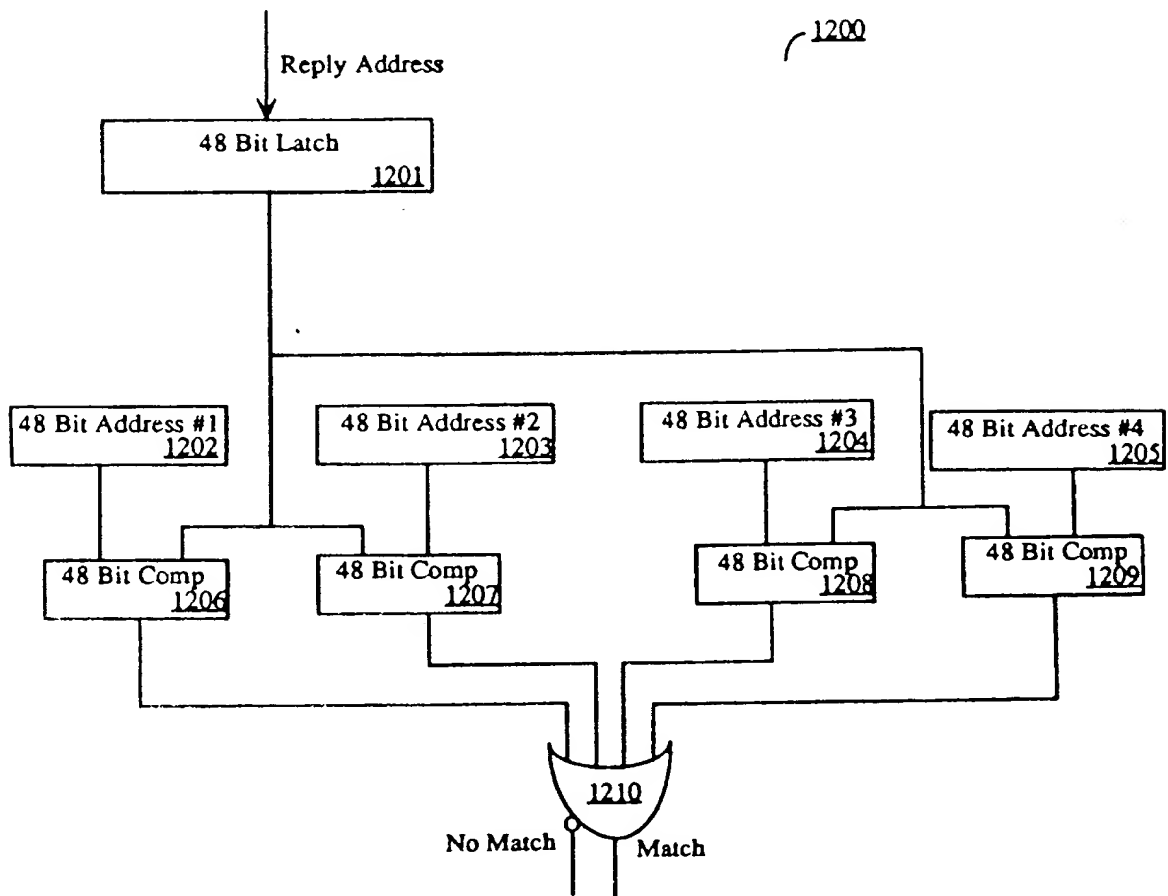 1200
Reply Address
48 Bit Latch
1201
48 Bit Address #1
1202
48 Bit Address #2
1203
48 Bit Address #3
1204
48 Bit Address #4
1205
48 Bit Comp
1206
48 Bit Comp
1207
48 Bit Comp
1208
48 Bit Comp
1209
1210
No Match
Match